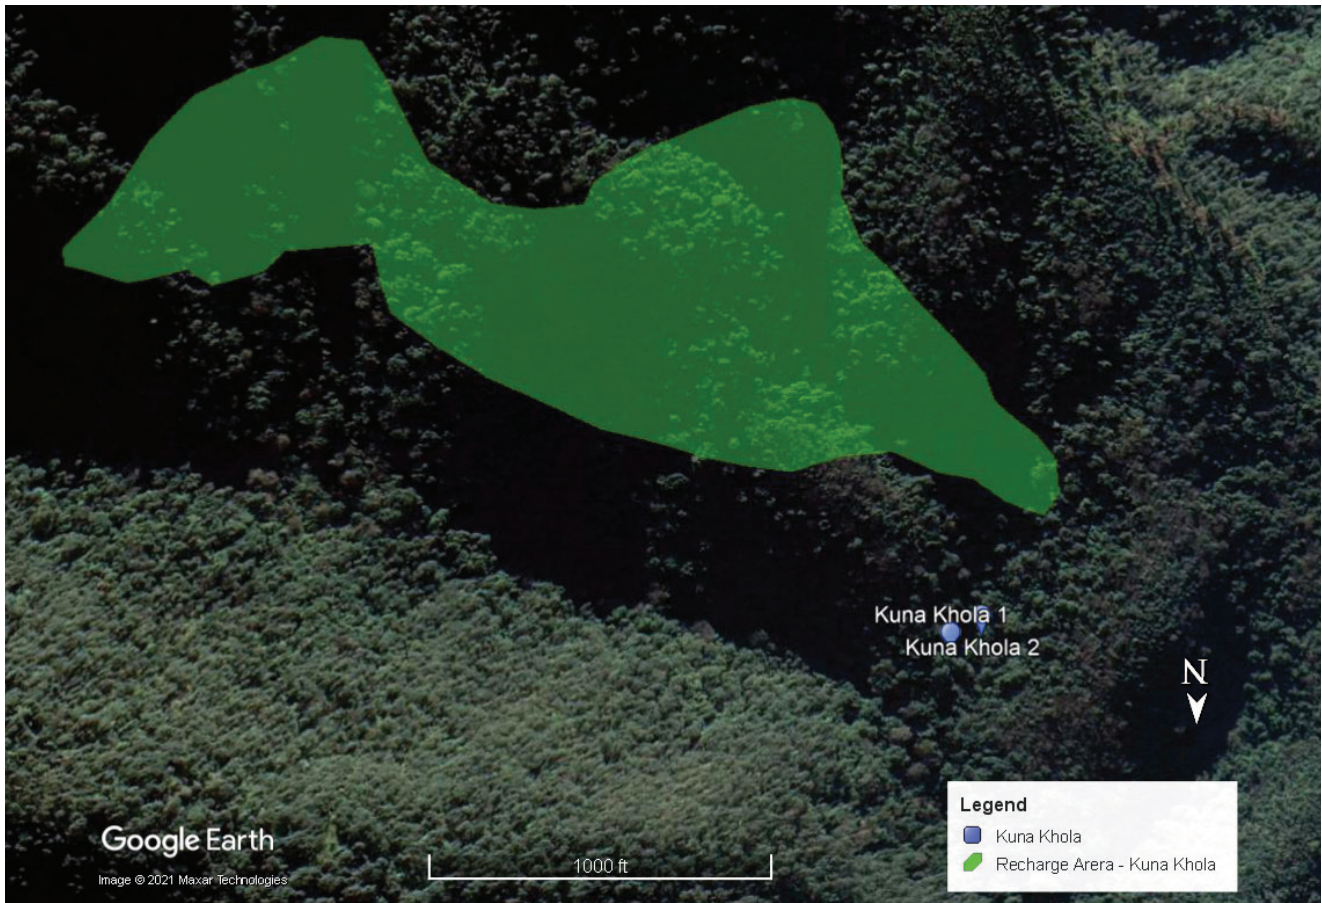 Kuna Khola 1
Kuna Khola 2
N
Legend
Kuna Khola
Recharge Arera - Kuna Khola
Google Earth
1000 ft
Image © 2021 Maxar Technologies